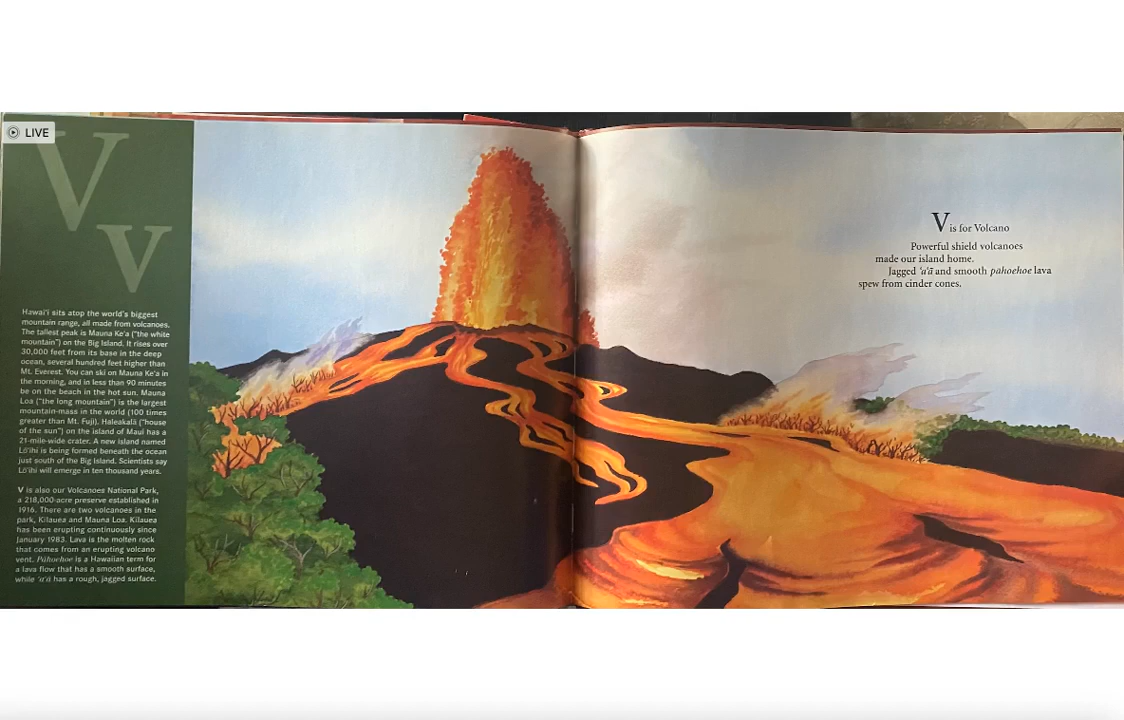 LIVE
V
V
Hawai'i sits atop the world's biggest
mountain range, all made from volcanoes.
The tallest peak is Mauna Ke'a ("the white
mountain") on the Big Island. It rises over
30,000 feet from its base in the deep
ocean, several hundred feet higher than
Mt. Everest. You can ski on Mauna Ke'a in
the morning, and in less than 90 minutes
be on the beach in the hot sun. Mauna
Loa ("the long mountain") is the largest
mountain-mass in the world (100 times
greater than Mt. Fuji). Haleakalā ("house
of the sun") on the island of Maui has a
21-mile-wide crater. A new island named
Lō'ihi is being formed beneath the ocean
just south of the Big Island. Scientists say
Lō'ihi will emerge in ten thousand years.
V is also our Volcanoes National Park,
a 218,000-acre preserve established in
1916. There are two volcanoes in the
park, Kīlauea and Mauna Loa. Kīlauea
has been erupting continuously since
January 1983. Lava is the molten rock
that comes from an erupting volcano
vent. Pāhoehoe is a Hawaiian term for
a lava flow that has a smooth surface,
while 'a'ā has a rough, jagged surface.
V is for Volcano
Powerful shield volcanoes
made our island home.
Jagged 'a'ā and smooth pāhoehoe lava
spew from cinder cones.